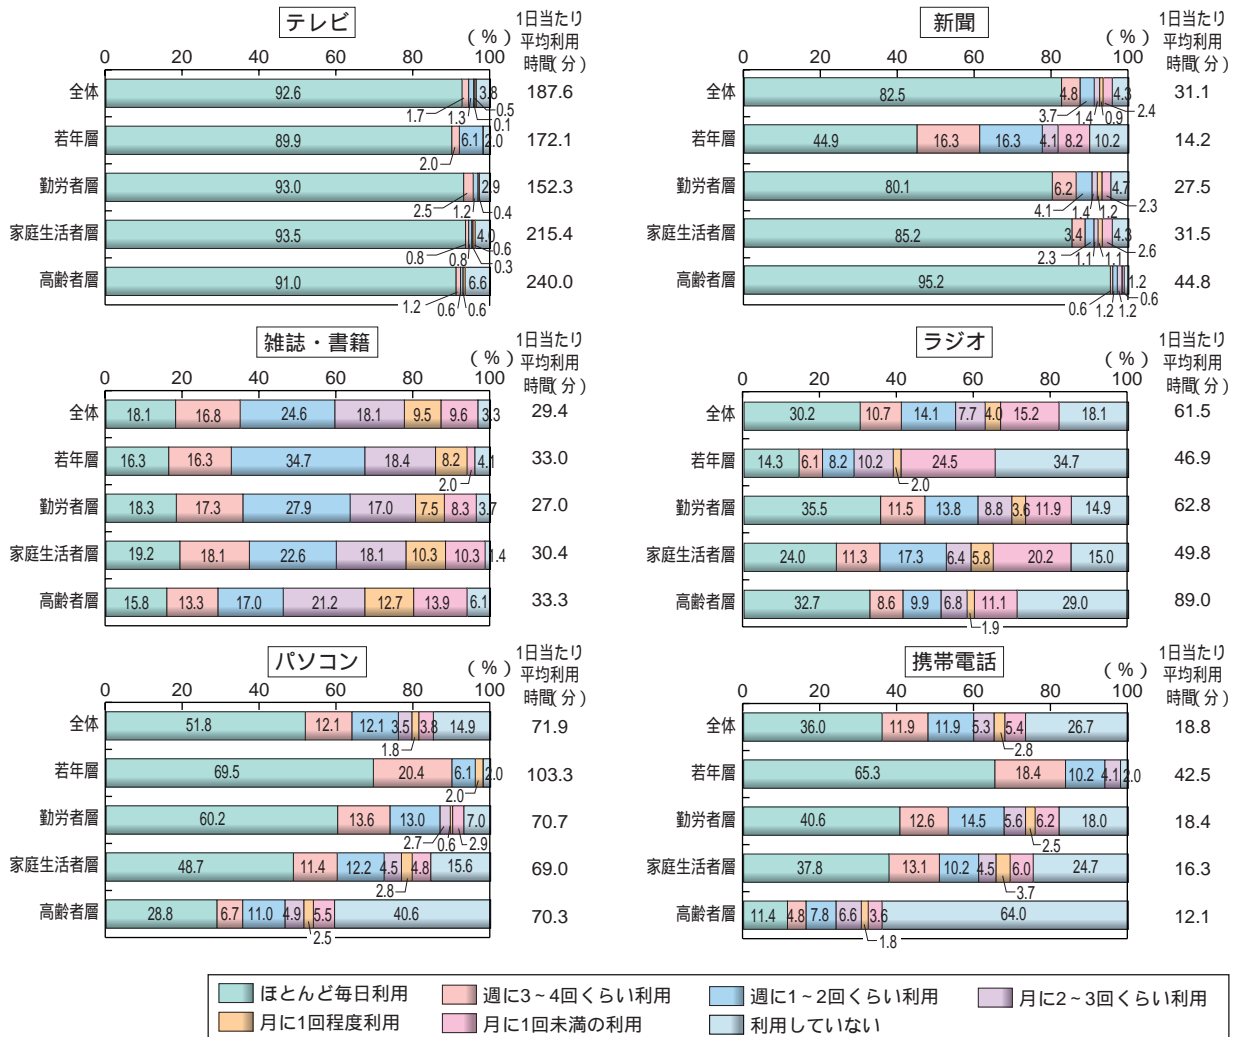 テレビ
1日当たり
平均利用
時間(分)
(%)
0 20 40 60 80 100
全体 92.6 1.7 1.3 0.1 0.5 3.8 187.6
若年層 89.9 2.0 6.1 2.0 172.1
勤労者層 93.0 2.5 1.2 0.4 2.9 152.3
家庭生活者層 93.5 0.8 0.8 0.3 0.6 4.0 215.4
高齢者層 91.0 1.2 0.6 0.6 6.6 240.0
新聞
1日当たり
平均利用
時間(分)
(%)
0 20 40 60 80 100
全体 82.5 4.8 3.7 1.4 0.9 2.4 4.3 31.1
若年層 44.9 16.3 16.3 4.1 8.2 10.2 14.2
勤労者層 80.1 6.2 4.1 1.4 1.2 2.3 4.7 27.5
家庭生活者層 85.2 3.4 2.3 1.1 1.1 2.6 4.3 31.5
高齢者層 95.2 0.6 1.2 1.2 0.6 1.2 44.8
雑誌・書籍
1日当たり
平均利用
時間(分)
(%)
0 20 40 60 80 100
全体 18.1 16.8 24.6 18.1 9.5 9.6 3.3 29.4
若年層 16.3 16.3 34.7 18.4 8.2 2.0 4.1 33.0
勤労者層 18.3 17.3 27.9 17.0 7.5 8.3 3.7 27.0
家庭生活者層 19.2 18.1 22.6 18.1 10.3 10.3 1.4 30.4
高齢者層 15.8 13.3 17.0 21.2 12.7 13.9 6.1 33.3
ラジオ
1日当たり
平均利用
時間(分)
(%)
0 20 40 60 80 100
全体 30.2 10.7 14.1 7.7 4.0 15.2 18.1 61.5
若年層 14.3 6.1 8.2 10.2 2.0 24.5 34.7 46.9
勤労者層 35.5 11.5 13.8 8.8 3.6 11.9 14.9 62.8
家庭生活者層 24.0 11.3 17.3 6.4 5.8 20.2 15.0 49.8
高齢者層 32.7 8.6 9.9 6.8 1.9 11.1 29.0 89.0
パソコン
1日当たり
平均利用
時間(分)
(%)
0 20 40 60 80 100
全体 51.8 12.1 12.1 3.5 1.8 3.8 14.9 71.9
若年層 69.5 20.4 6.1 2.0 2.0 103.3
勤労者層 60.2 13.6 13.0 2.7 0.6 2.9 7.0 70.7
家庭生活者層 48.7 11.4 12.2 4.5 2.8 4.8 15.6 69.0
高齢者層 28.8 6.7 11.0 4.9 2.5 5.5 40.6 70.3
携帯電話
1日当たり
平均利用
時間(分)
(%)
0 20 40 60 80 100
全体 36.0 11.9 11.9 5.3 2.8 5.4 26.7 18.8
若年層 65.3 18.4 10.2 4.1 2.0 42.5
勤労者層 40.6 12.6 14.5 5.6 2.5 6.2 18.0 18.4
家庭生活者層 37.8 13.1 10.2 4.5 3.7 6.0 24.7 16.3
高齢者層 11.4 4.8 7.8 6.6 1.8 3.6 64.0 12.1
ほとんど毎日利用 週に3~4回くらい利用 週に1~2回くらい利用 月に2~3回くらい利用
月に1回程度利用 月に1回未満の利用 利用していない